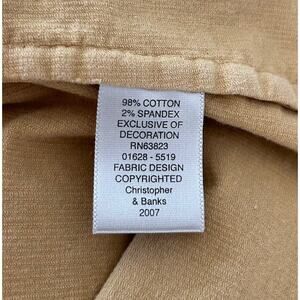 98% COTTON
2% SPANDEX
EXCLUSIVE OF
DECORATION
RN63823
01628 - 5519
FABRIC DESIGN
COPYRIGHTED
Christopher
& Banks
2007